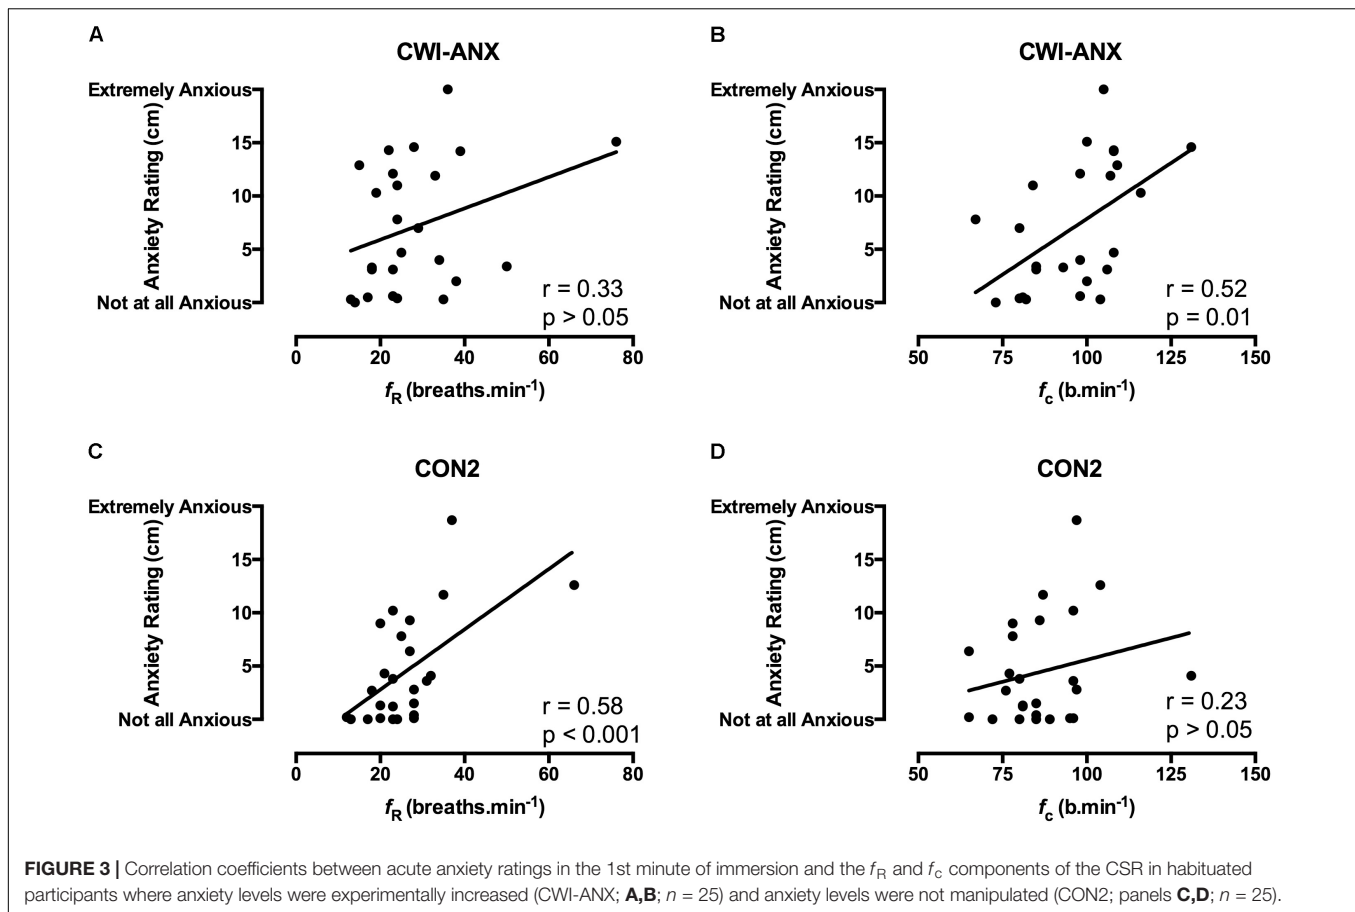 A
CWI-ANX
Extremely Anxious
15
10
5
Not at all Anxious
Anxiety Rating (cm)
r = 0.33
p > 0.05
0 20 40 60 80
fR (breaths.min-1)
B
CWI-ANX
Extremely Anxious
15
10
5
Not at all Anxious
Anxiety Rating (cm)
r = 0.52
p = 0.01
50 75 100 125 150
fc (b.min-1)
C
CON2
Extremely Anxious
15
10
5
Not all Anxious
Anxiety Rating (cm)
r = 0.58
p < 0.001
0 20 40 60 80
fR (breaths.min-1)
D
CON2
Extremely Anxious
15
10
5
Not at all Anxious
Anxiety Rating (cm)
r = 0.23
p > 0.05
50 75 100 125 150
fc (b.min-1)
FIGURE 3 | Correlation coefficients between acute anxiety ratings in the 1st minute of immersion and the fR and fc components of the CSR in habituated
participants where anxiety levels were experimentally increased (CWI-ANX; A,B; n = 25) and anxiety levels were not manipulated (CON2; panels C,D; n = 25).